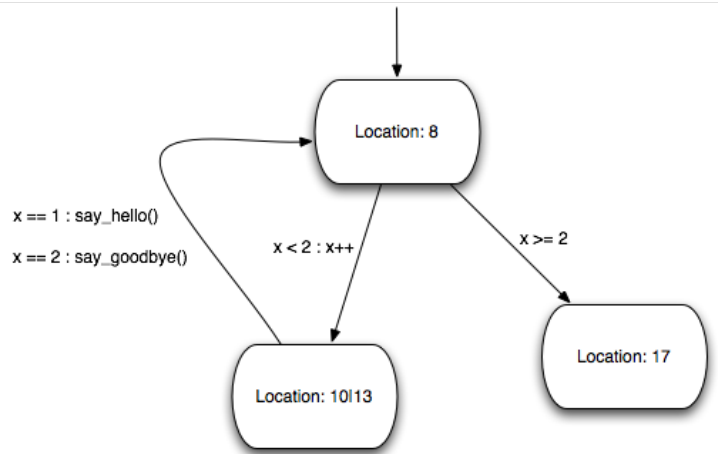 Location: 8
x == 1 : say_hello()
x < 2 : x++
x >= 2
x == 2 : say_goodbye()
Location: 17
Location: 10|13